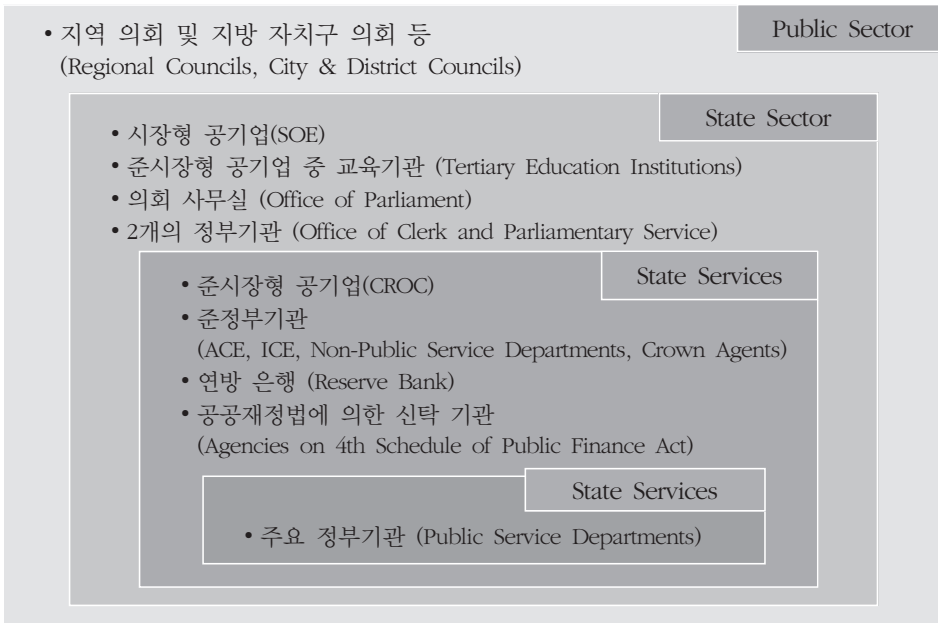 Public Sector
• 지역 의회 및 지방 자치구 의회 등
(Regional Councils, City & District Councils)
State Sector
• 시장형 공기업(SOE)
• 준시장형 공기업 중 교육기관 (Tertiary Education Institutions)
• 의회 사무실 (Office of Parliament)
• 2개의 정부기관 (Office of Clerk and Parliamentary Service)
State Services
• 준시장형 공기업(CROC)
• 준정부기관
(ACE, ICE, Non-Public Service Departments, Crown Agents)
• 연방 은행 (Reserve Bank)
• 공공재정법에 의한 신탁 기관
(Agencies on 4th Schedule of Public Finance Act)
State Services
• 주요 정부기관 (Public Service Departments)